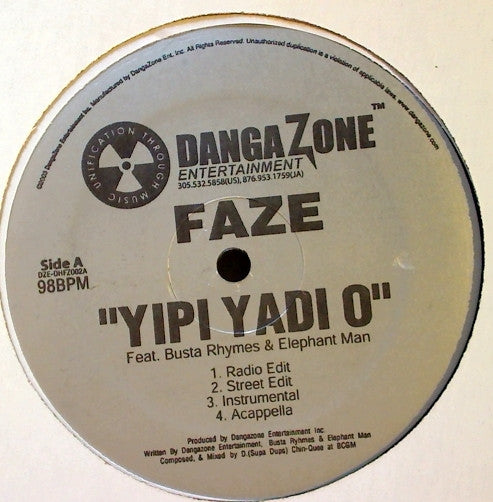 ©2003 DangaZone Entertainment Inc. Manufactured by DangaZone Ent., Inc. All Rights Reserved. Unauthorized duplication is a violation of applicable laws. www.dangazone.com
UNIFICATION THROUGH MUSIC
DANGAZONE™
ENTERTAINMENT
305.532.5858(US), 876.953.1759(JA)
FAZE
Side A
DZE-DHFZ002A
98BPM
"YIPI YADI O"
Feat. Busta Rhymes & Elephant Man
1. Radio Edit
2. Street Edit
3. Instrumental
4. Acappella
Produced by Dangazone Entertainment Inc.
Written By Dangazone Entertainment, Busta Ryhmes & Elephant Man
Composed, & Mixed by D.(Supa Dups) Chin-Quee at BCGM